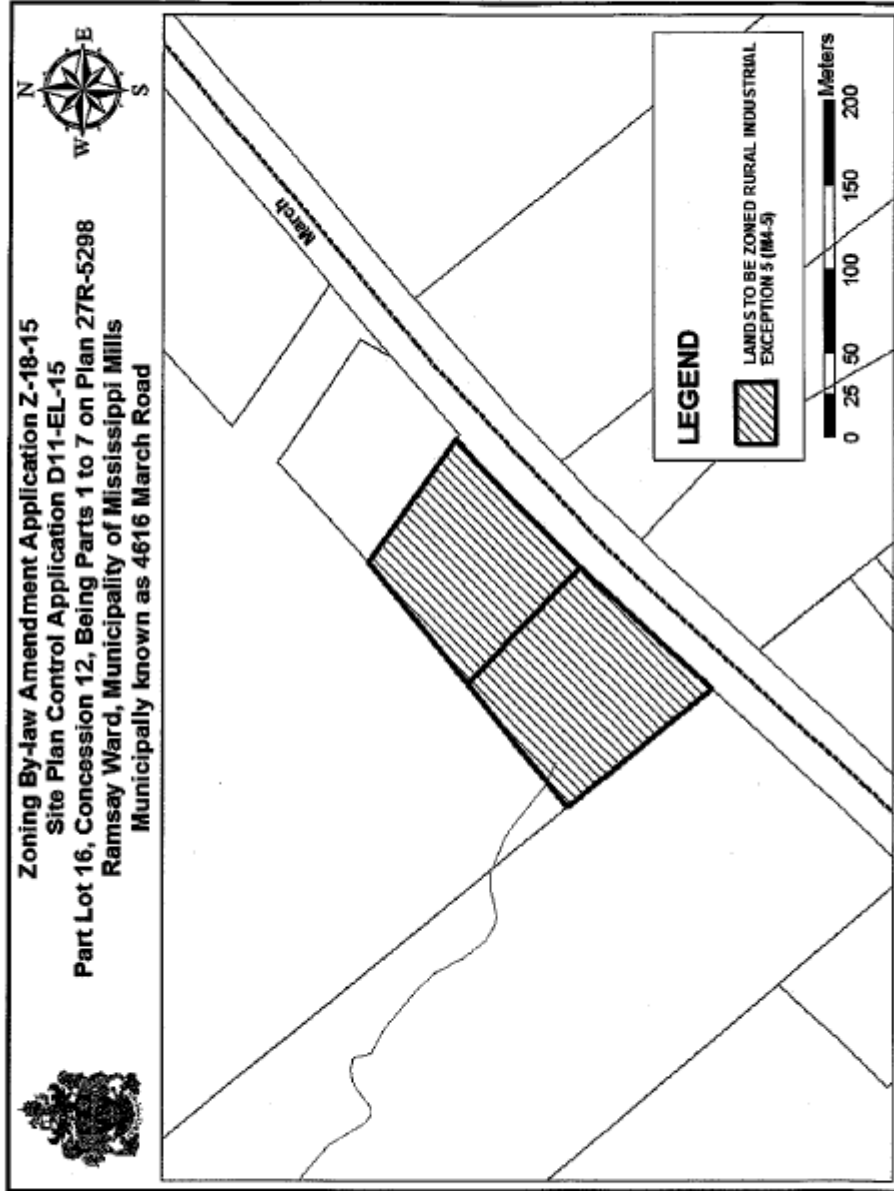 Zoning By-law Amendment Application Z-18-15
Site Plan Control Application D11-EL-15
Part Lot 16, Concession 12, Being Parts 1 to 7 on Plan 27R-5298
Ramsay Ward, Municipality of Mississippi Mills
Municipally known as 4616 March Road
N
W E
S
March
LEGEND
LANDS TO BE ZONED RURAL INDUSTRIAL
EXCEPTION 5 (M4-5)
Meters
0 25 50 100 150 200